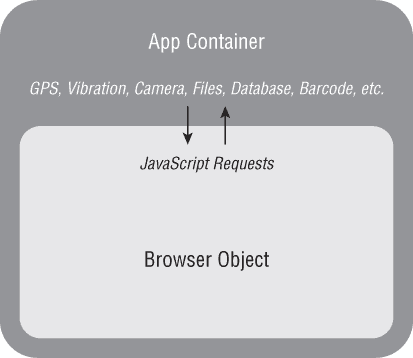 App Container
GPS, Vibration, Camera, Files, Database, Barcode, etc.
JavaScript Requests
Browser Object